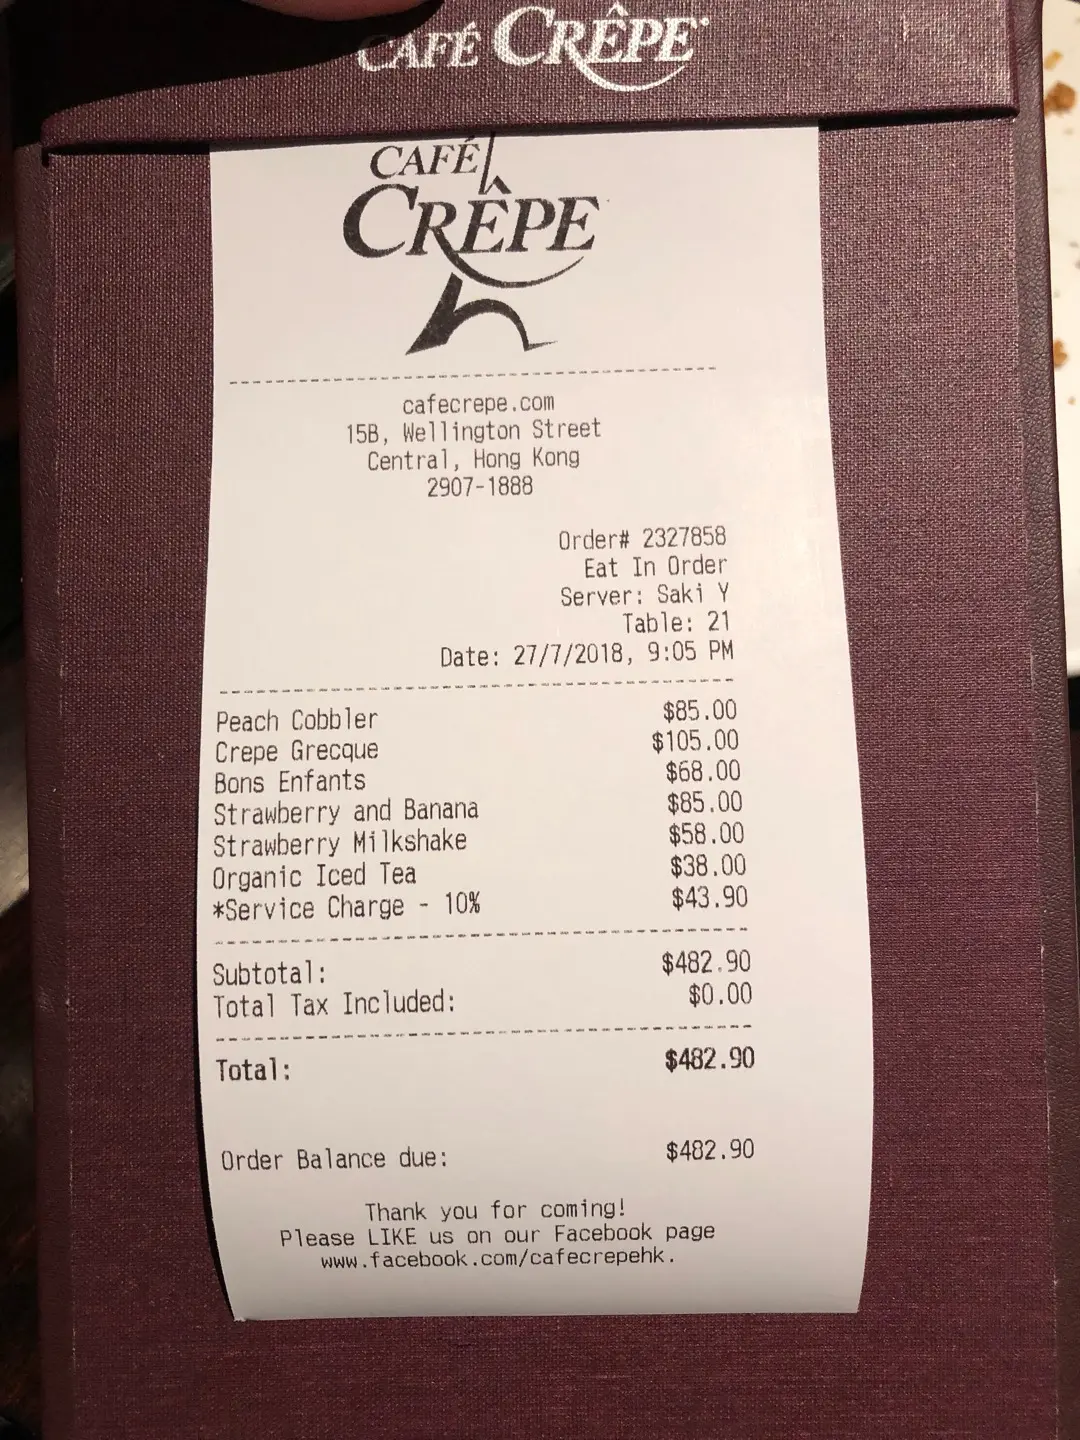 CAFÉ CRÊPE
CAFÉ
CRÊPE
cafecrepe.com
15B, Wellington Street
Central, Hong Kong
2907-1888
Order# 2327858
Eat In Order
Server: Saki Y
Table: 21
Date: 27/7/2018, 9:05 PM
Peach Cobbler $85.00
Crepe Grecque $105.00
Bons Enfants $68.00
Strawberry and Banana $85.00
Strawberry Milkshake $58.00
Organic Iced Tea $38.00
*Service Charge - 10% $43.90
Subtotal: $482.90
Total Tax Included: $0.00
Total: $482.90
Order Balance due: $482.90
Thank you for coming!
Please LIKE us on our Facebook page
www.facebook.com/cafecrepehk.